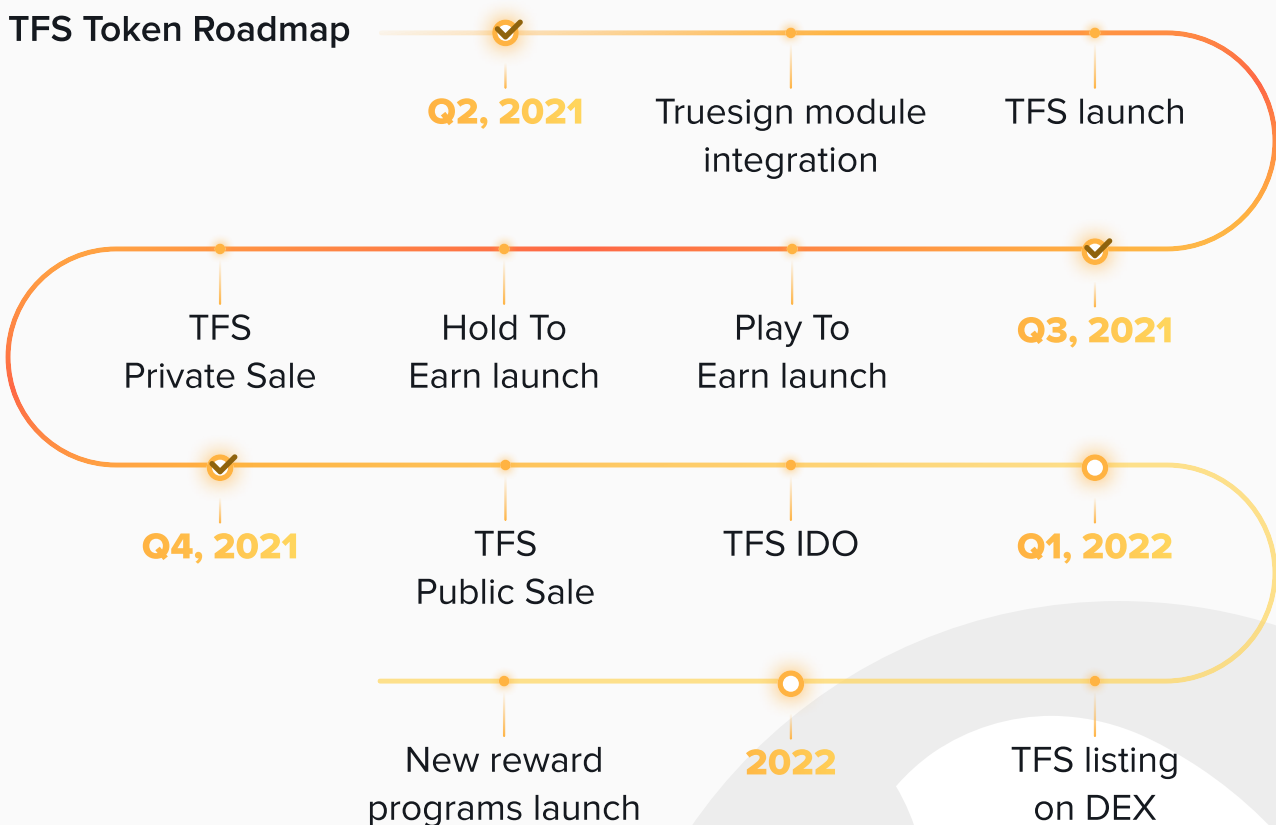 TFS Token Roadmap
Q2, 2021
Truesign module
integration
TFS launch
Q3, 2021
Play To
Earn launch
Hold To
Earn launch
TFS
Private Sale
Q4, 2021
TFS
Public Sale
TFS IDO
Q1, 2022
TFS listing
on DEX
2022
New reward
programs launch